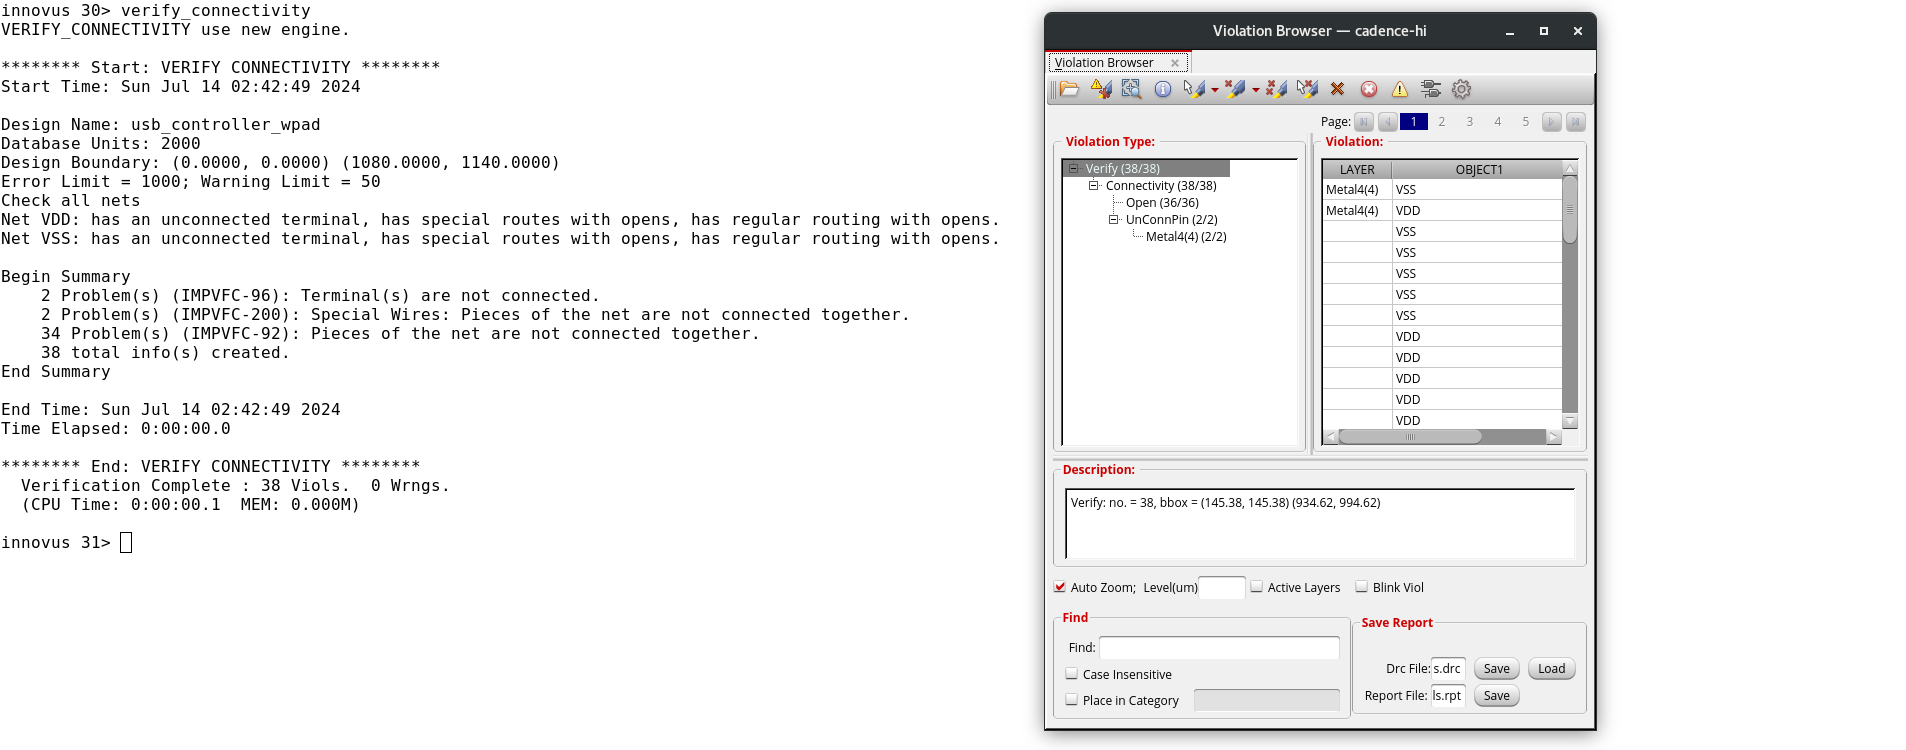 innovus 30> verify_connectivity
VERIFY_CONNECTIVITY use new engine.
******** Start: VERIFY CONNECTIVITY ********
Start Time: Sun Jul 14 02:42:49 2024
Design Name: usb_controller_wpad
Database Units: 2000
Design Boundary: (0.0000, 0.0000) (1080.0000, 1140.0000)
Error Limit = 1000; Warning Limit = 50
Check all nets
Net VDD: has an unconnected terminal, has special routes with opens, has regular routing with opens.
Net VSS: has an unconnected terminal, has special routes with opens, has regular routing with opens.
Begin Summary
    2 Problem(s) (IMPVFC-96): Terminal(s) are not connected.
    2 Problem(s) (IMPVFC-200): Special Wires: Pieces of the net are not connected together.
    34 Problem(s) (IMPVFC-92): Pieces of the net are not connected together.
    38 total info(s) created.
End Summary
End Time: Sun Jul 14 02:42:49 2024
Time Elapsed: 0:00:00.0
******** End: VERIFY CONNECTIVITY ********
  Verification Complete : 38 Viols.  0 Wrngs.
  (CPU Time: 0:00:00.1  MEM: 0.000M)
innovus 31>
Violation Browser — cadence-hi
Violation Browser
Page: 1 2 3 4 5
Violation Type:
Verify (38/38)
Connectivity (38/38)
Open (36/36)
UnConnPin (2/2)
Metal4(4) (2/2)
Violation:
LAYER OBJECT1
Metal4(4) VSS
Metal4(4) VDD
VSS
VSS
VSS
VSS
VSS
VDD
VDD
VDD
VDD
VDD
Description:
Verify: no. = 38, bbox = (145.38, 145.38) (934.62, 994.62)
Auto Zoom; Level(um) Active Layers Blink Viol
Find
Find:
Case Insensitive
Place in Category
Save Report
Drc File: s.drc Save Load
Report File: ls.rpt Save